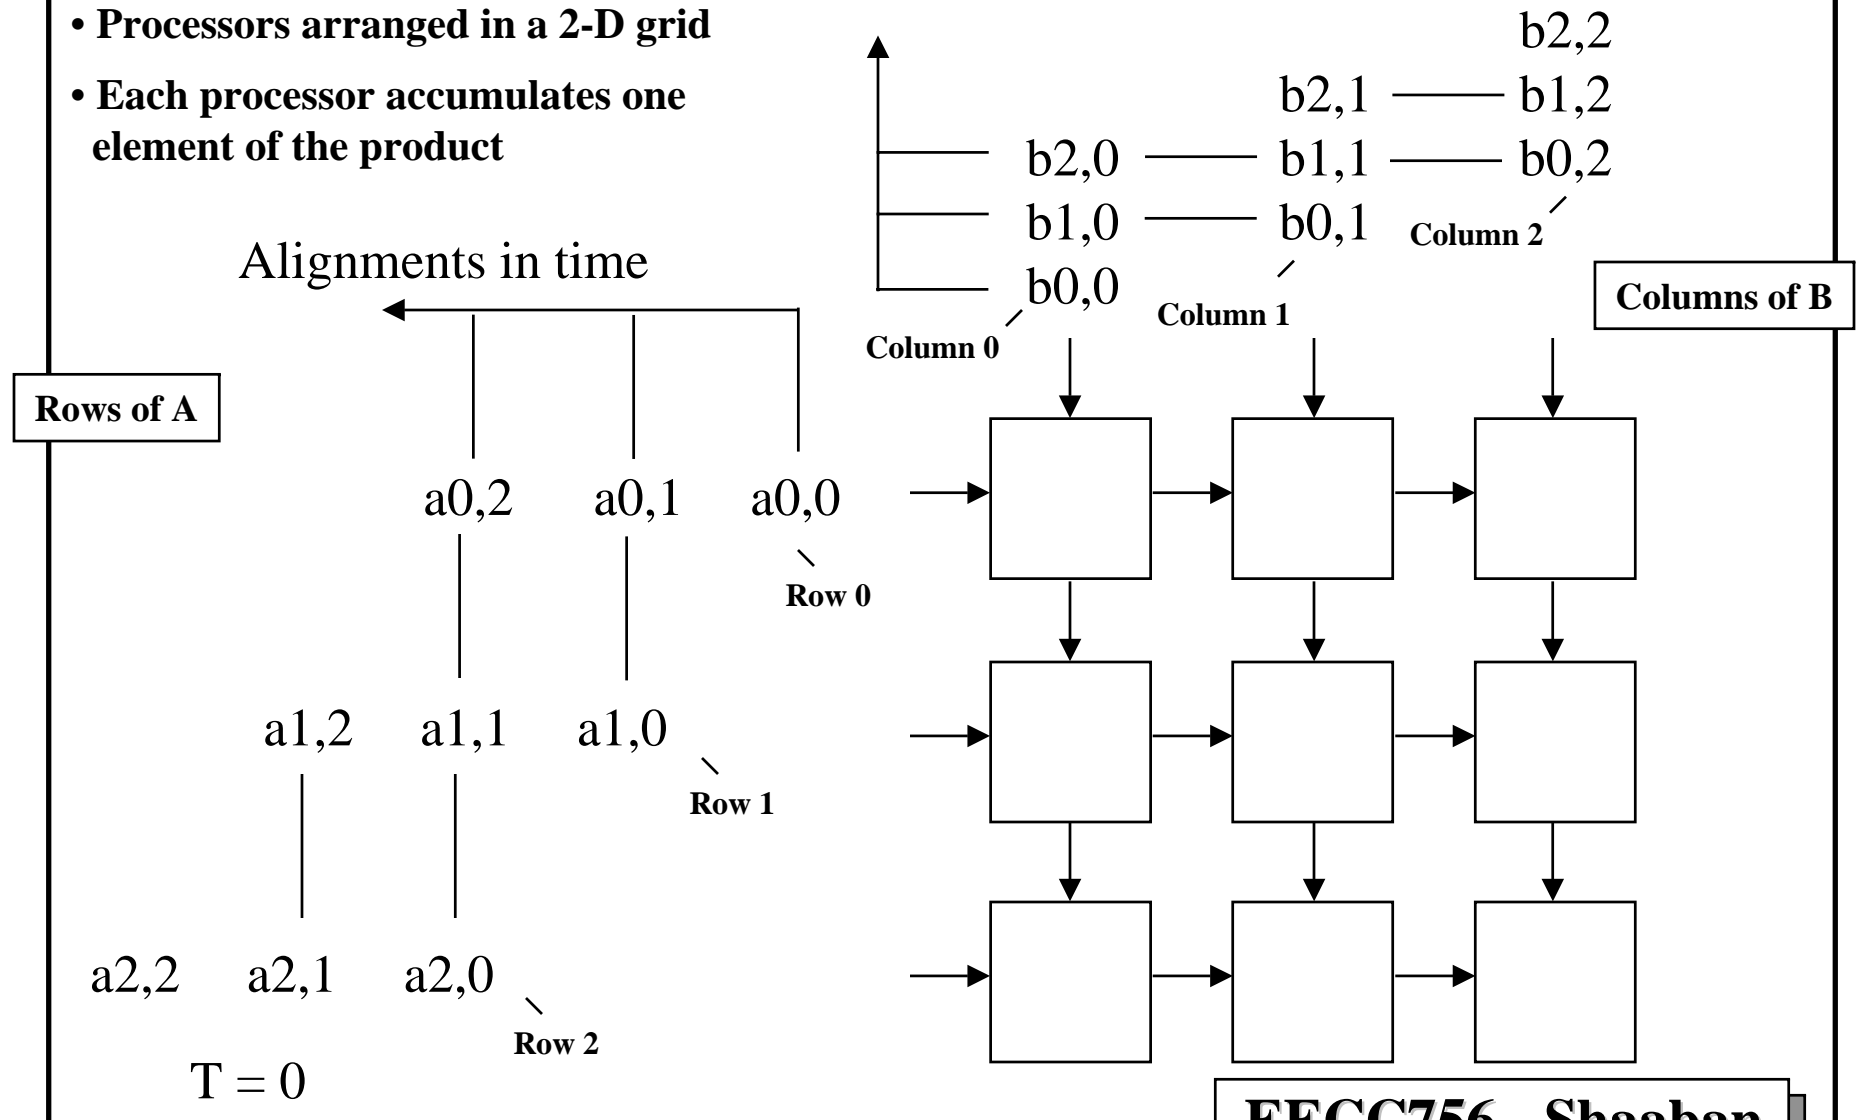 • Processors arranged in a 2-D grid
• Each processor accumulates one
element of the product
b2,2
b2,1 b1,2
b2,0 b1,1 b0,2
b1,0 b0,1 Column 2
Alignments in time
b0,0 Column 1 Columns of B
Column 0
Rows of A
a0,2 a0,1 a0,0
Row 0
a1,2 a1,1 a1,0
Row 1
a2,2 a2,1 a2,0
Row 2
T = 0
EECC756 - Shaaban